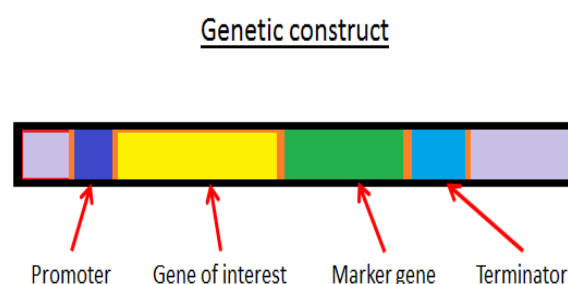 Genetic construct
Promoter Gene of interest Marker gene Terminator